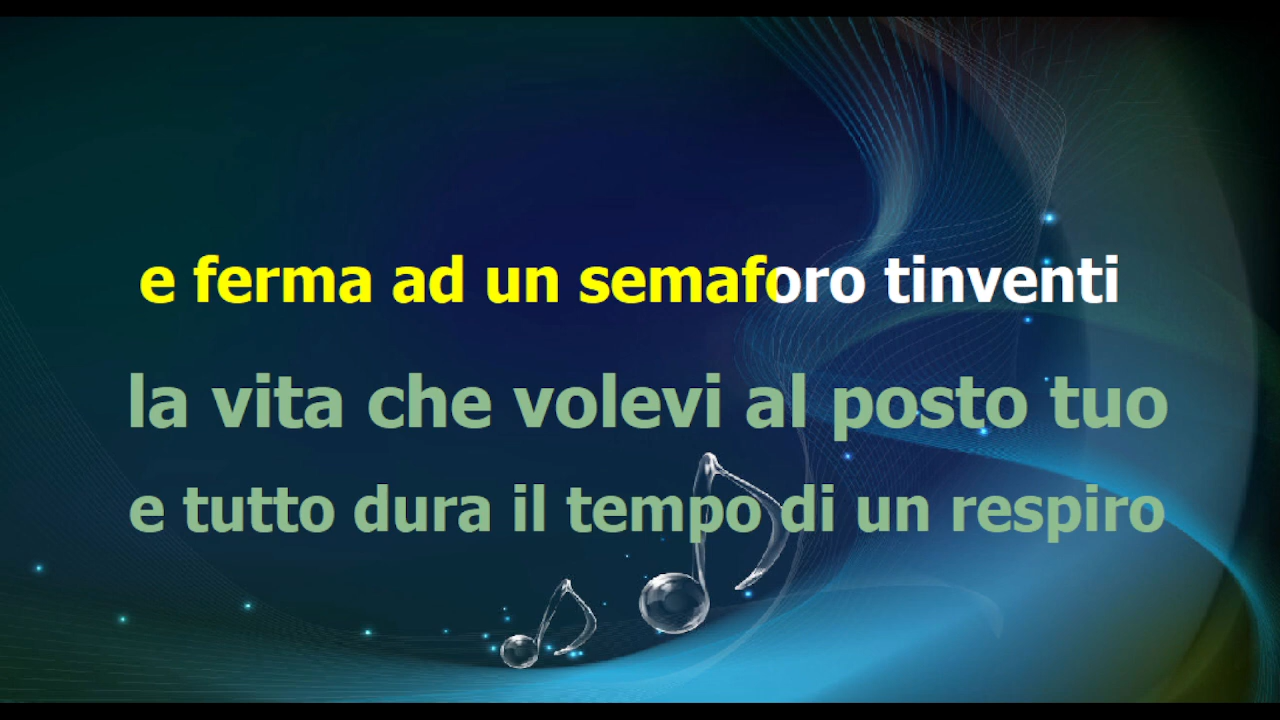 e ferma ad un semaforo tinventi
la vita che volevi al posto tuo
e tutto dura il tempo di un respiro